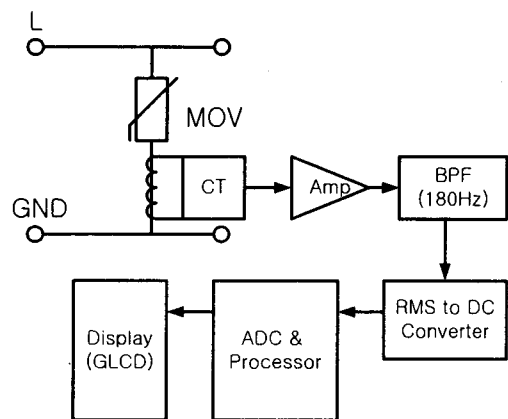 L
MOV
GND
CT
Amp
BPF
(180Hz)
RMS to DC
Converter
ADC &
Processor
Display
(GLCD)